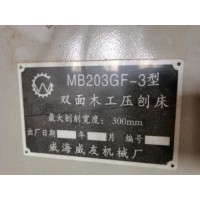 MB203GF-3型
双面木工压刨床
最大刨削宽度: 300mm
出厂日期 年 月 编号
威海威友机械厂